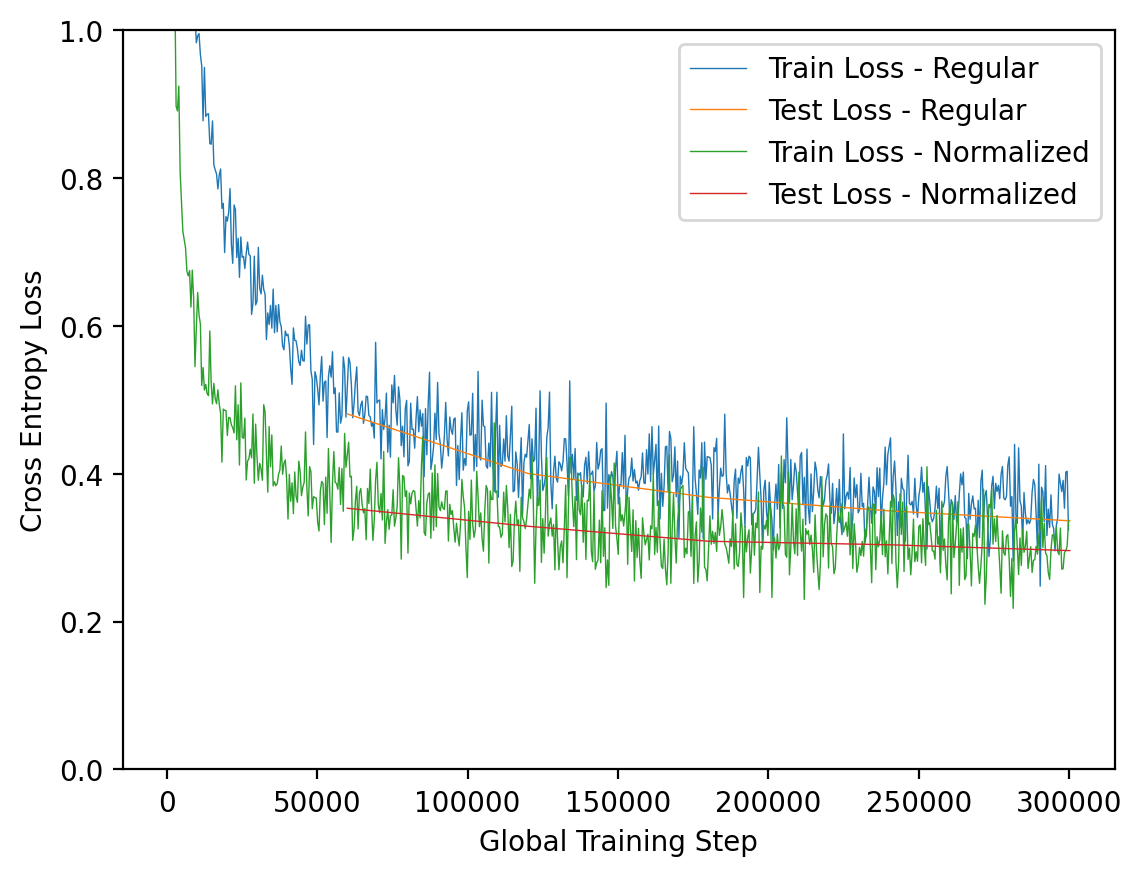 1.0
0.8
0.6
0.4
0.2
0.0
Cross Entropy Loss
Train Loss - Regular
Test Loss - Regular
Train Loss - Normalized
Test Loss - Normalized
0 50000 100000 150000 200000 250000 300000
Global Training Step